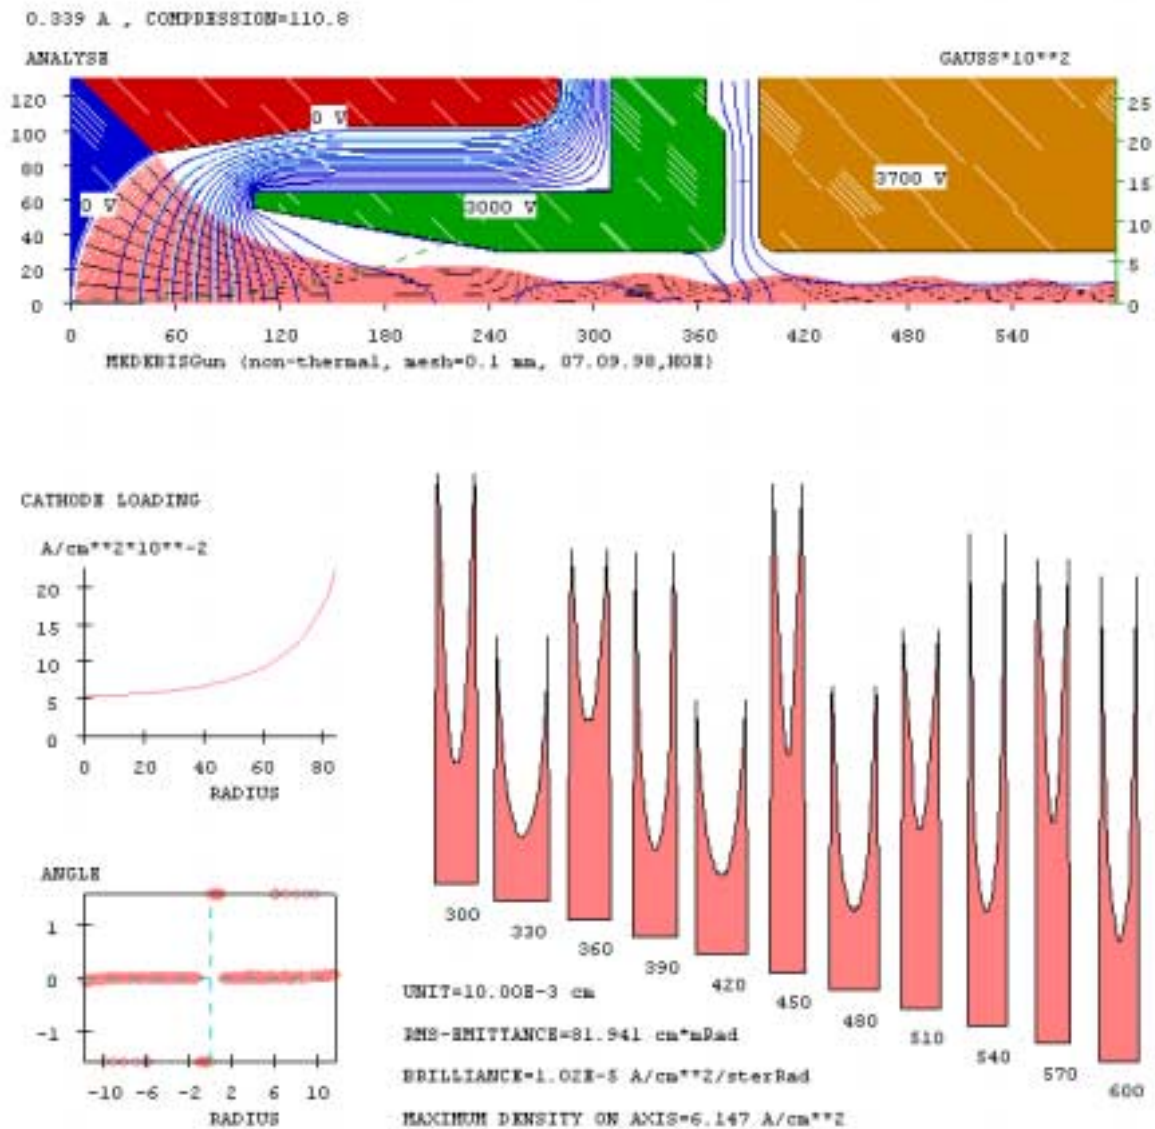 0.339 A , COMPRESSION=110.8
ANALYSE
GAUSS*10**2
120
100
80
60
40
20
0
0 V
0 V
3000 V
3700 V
25
20
15
10
5
0
0 60 120 180 240 300 360 420 480 540
MEDEBISGun (non-thermal, mesh=0.1 mm, 07.09.98,HOE)
CATHODE LOADING
A/cm**2*10**-2
20
15
10
5
0
0 20 40 60 80
RADIUS
ANGLE
1
0
-1
-10 -6 -2 2 6 10
RADIUS
300
330
360
390
420
450
480
510
540
570
600
UNIT=10.00E-3 cm
RMS-EMITTANCE=81.941 cm*mRad
BRILLIANCE=1.02E-5 A/cm**2/sterRad
MAXIMUM DENSITY ON AXIS=6.147 A/cm**2